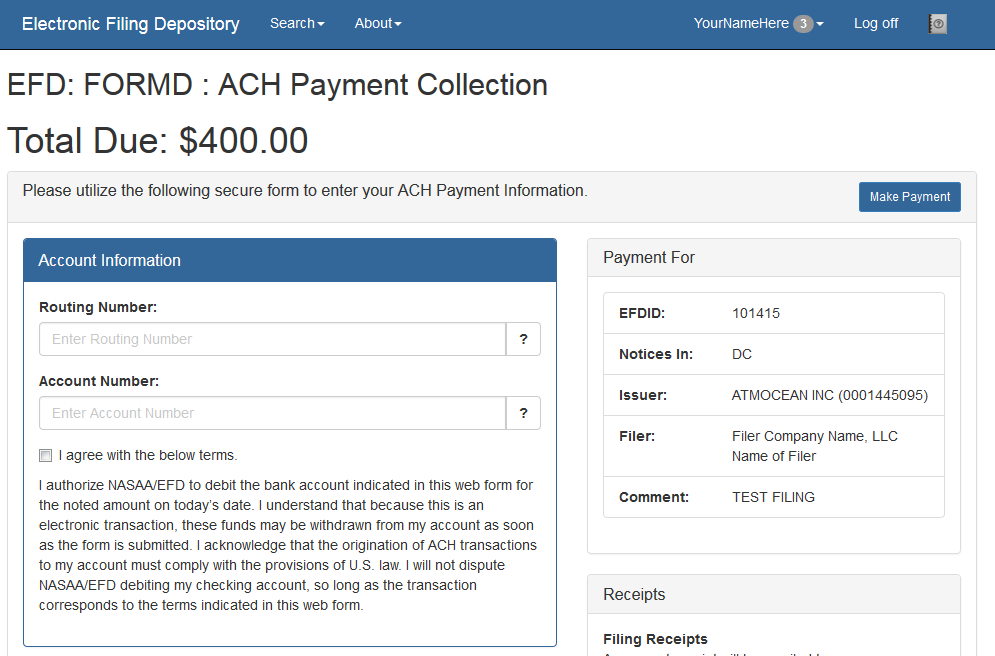 Electronic Filing Depository Search About YourNameHere 3 Log off
EFD: FORMD : ACH Payment Collection
Total Due: $400.00
Please utilize the following secure form to enter your ACH Payment Information.
Make Payment
Account Information
Routing Number:
Enter Routing Number ?
Account Number:
Enter Account Number ?
I agree with the below terms.
I authorize NASAA/EFD to debit the bank account indicated in this web form for
the noted amount on today's date. I understand that because this is an
electronic transaction, these funds may be withdrawn from my account as soon
as the form is submitted. I acknowledge that the origination of ACH transactions
to my account must comply with the provisions of U.S. law. I will not dispute
NASAA/EFD debiting my checking account, so long as the transaction
corresponds to the terms indicated in this web form.
Payment For
EFDID: 101415
Notices In: DC
Issuer: ATMOCEAN INC (0001445095)
Filer: Filer Company Name, LLC
Name of Filer
Comment: TEST FILING
Receipts
Filing Receipts